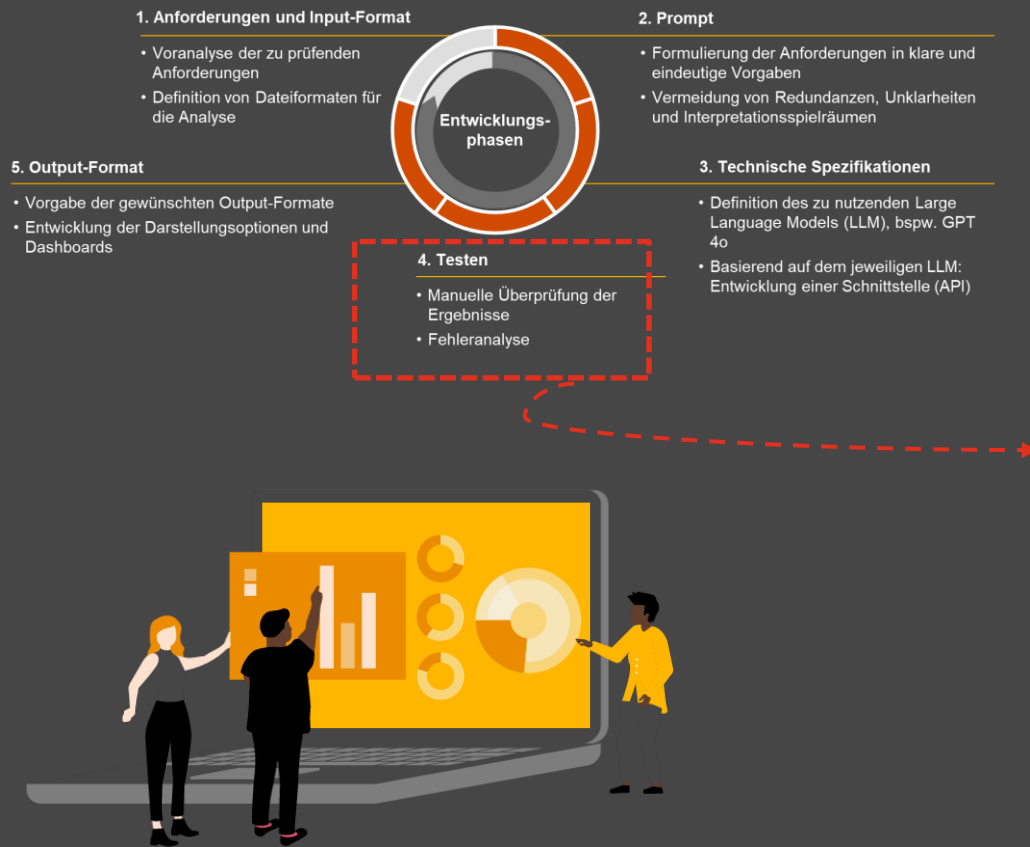 1. Anforderungen und Input-Format
• Voranalyse der zu prüfenden
Anforderungen
• Definition von Dateiformaten für
die Analyse
2. Prompt
• Formulierung der Anforderungen in klare und
eindeutige Vorgaben
• Vermeidung von Redundanzen, Unklarheiten
und Interpretationsspielräumen
Entwicklungs-
phasen
3. Technische Spezifikationen
• Definition des zu nutzenden Large
Language Models (LLM), bspw. GPT
4o
• Basierend auf dem jeweiligen LLM:
Entwicklung einer Schnittstelle (API)
4. Testen
• Manuelle Überprüfung der
Ergebnisse
• Fehleranalyse
5. Output-Format
• Vorgabe der gewünschten Output-Formate
• Entwicklung der Darstellungsoptionen und
Dashboards